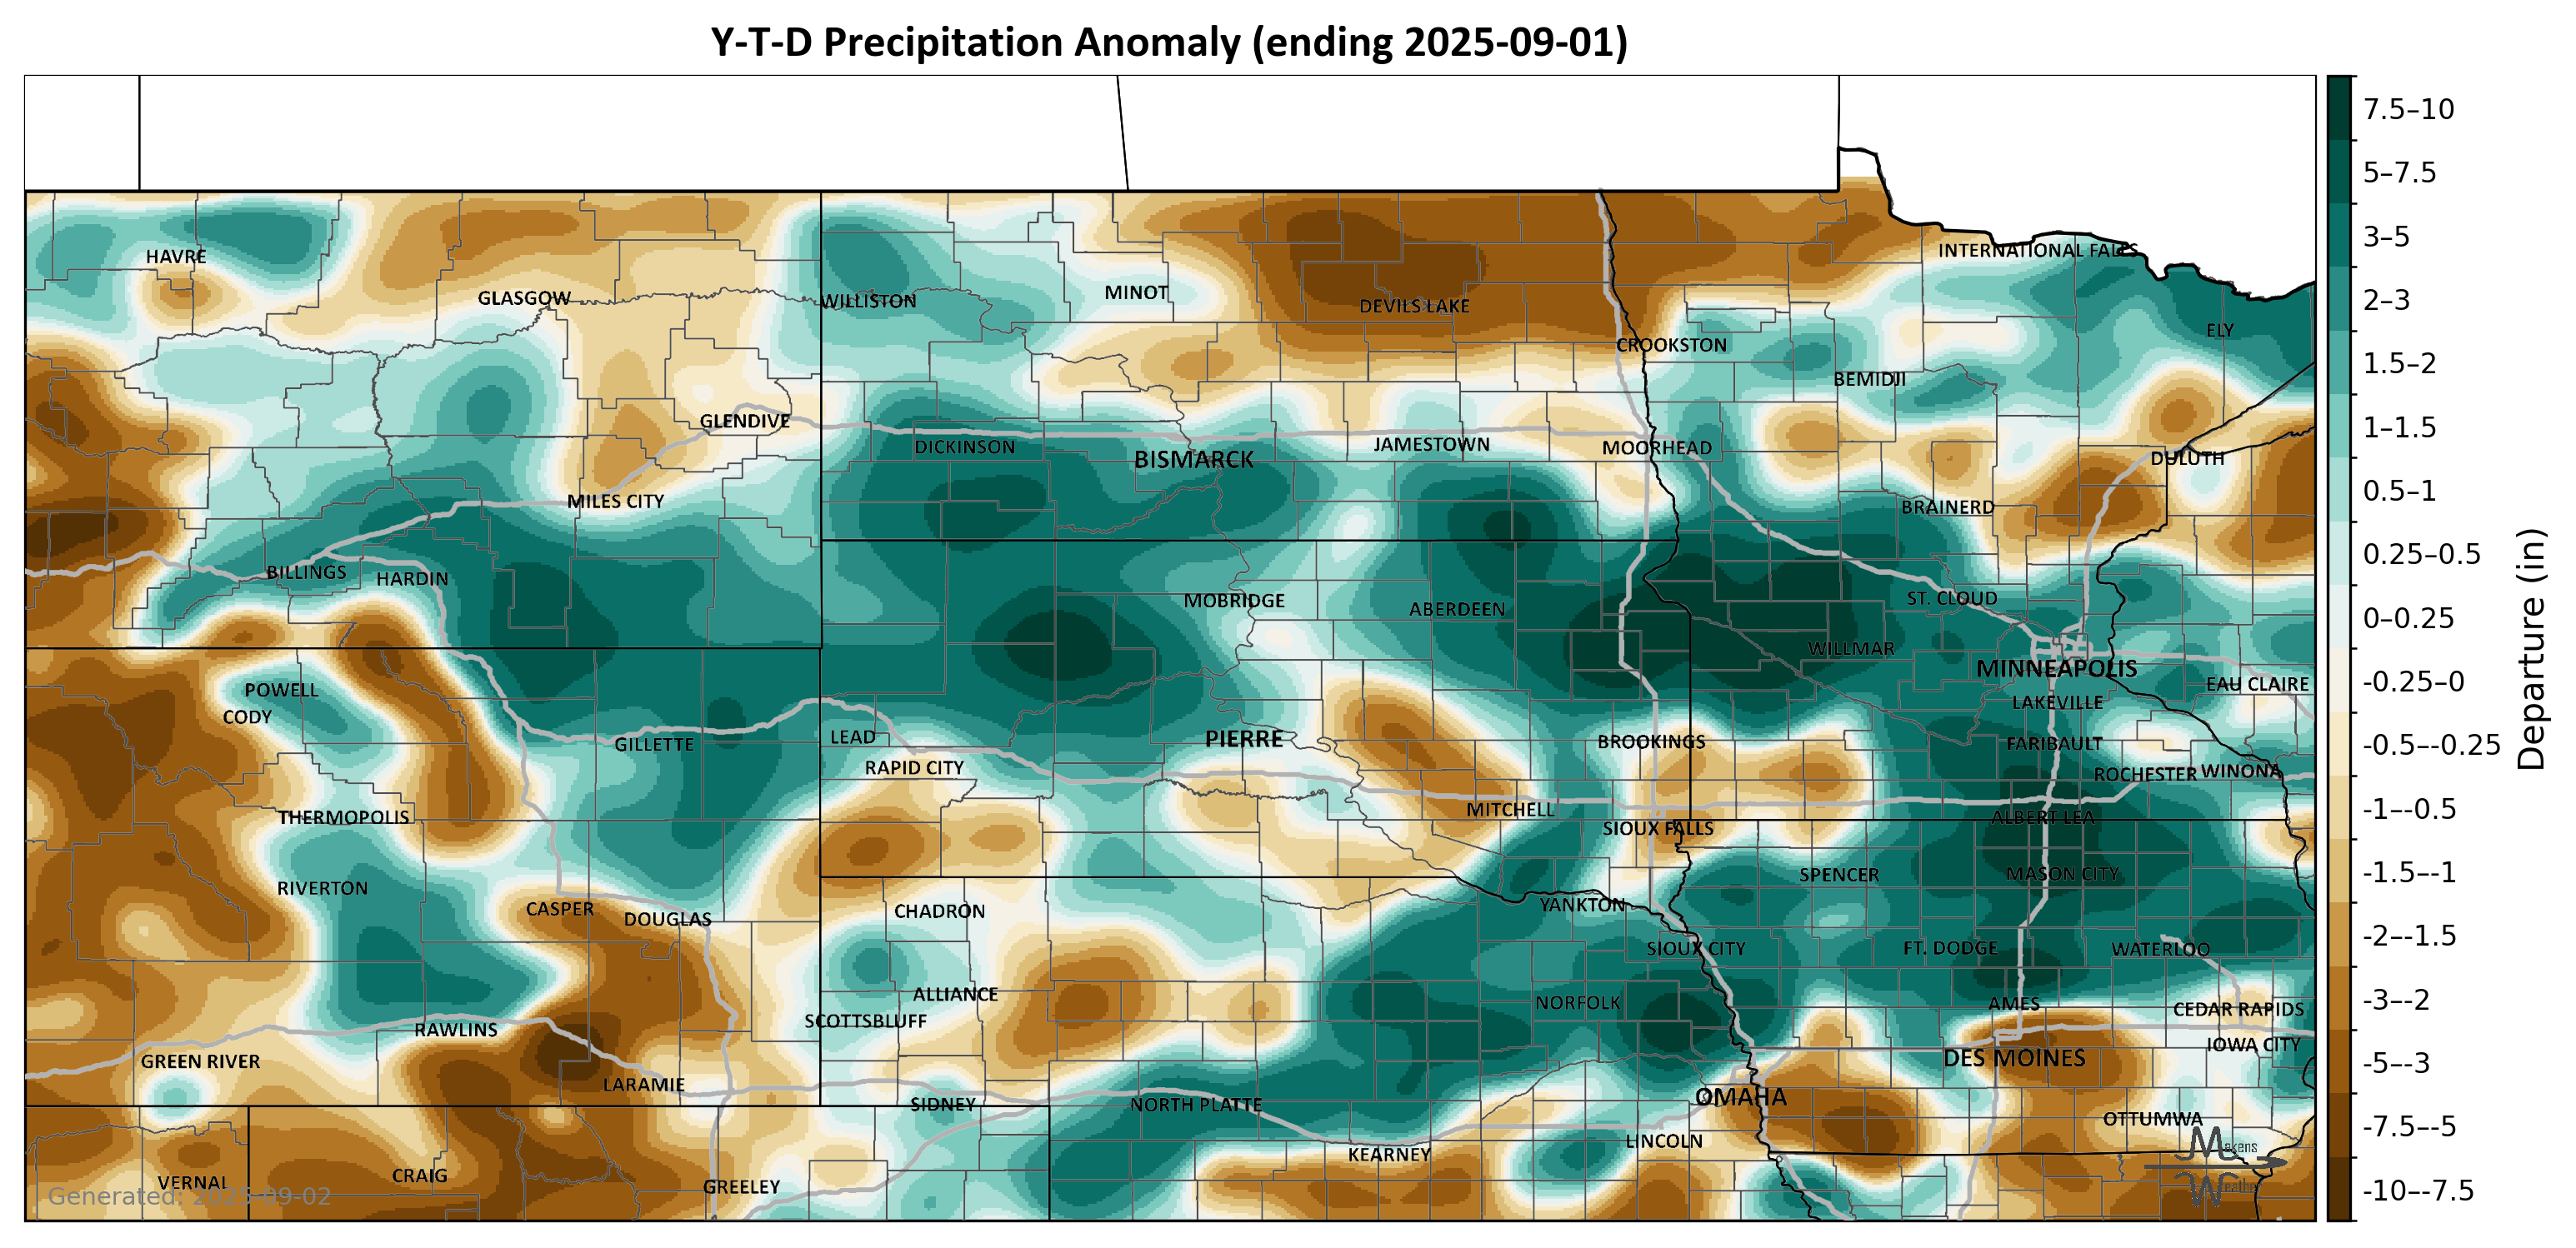 Y-T-D Precipitation Anomaly (ending 2025-09-01)
7.5–10
5–7.5
3–5
2–3
1.5–2
1–1.5
0.5–1
0.25–0.5
0–0.25
-0.25–0
-0.5–-0.25
-1–-0.5
-1.5–-1
-2–-1.5
-3–-2
-5–-3
-7.5–-5
-10–-7.5
Departure (in)
HAVRE
INTERNATIONAL FALLS
GLASGOW
WILLISTON
MINOT
DEVILS LAKE
ELY
CROOKSTON
BEMIDJI
GLENDIVE
DICKINSON
BISMARCK
JAMESTOWN
MOORHEAD
DULUTH
MILES CITY
BRAINERD
BILLINGS
HARDIN
MOBRIDGE
ABERDEEN
ST. CLOUD
WILLMAR
MINNEAPOLIS
POWELL
EAU CLAIRE
CODY
LAKEVILLE
GILLETTE
LEAD
PIERRE
BROOKINGS
FARIBAULT
RAPID CITY
ROCHESTER
WINONA
THERMOPOLIS
MITCHELL
ALBERT LEA
SIOUX FALLS
RIVERTON
SPENCER
MASON CITY
CASPER
DOUGLAS
CHADRON
YANKTON
SIOUX CITY
FT. DODGE
WATERLOO
ALLIANCE
NORFOLK
AMES
CEDAR RAPIDS
SCOTTSBLUFF
RAWLINS
IOWA CITY
GREEN RIVER
DES MOINES
LARAMIE
SIDNEY
NORTH PLATTE
OMAHA
OTTUMWA
LINCOLN
KEARNEY
VERNAL
CRAIG
GREELEY
Generated: 2025-09-02
Makens
Weather